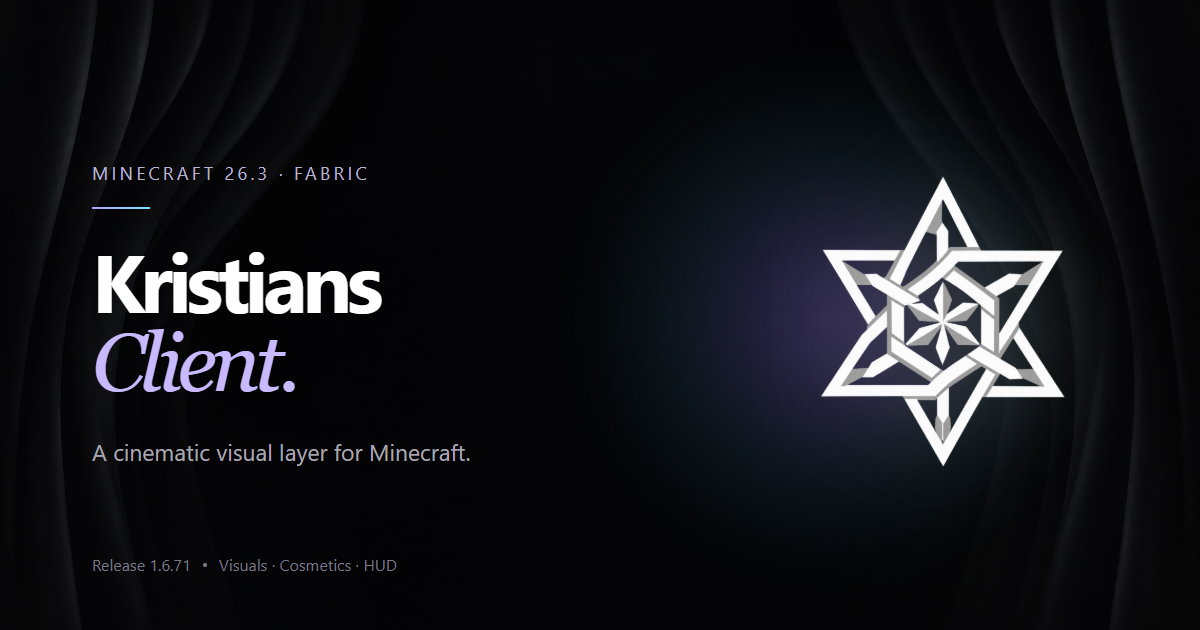 MINECRAFT 26.3 · FABRIC
Kristians
Client.
A cinematic visual layer for Minecraft.
Release 1.6.71 • Visuals · Cosmetics · HUD